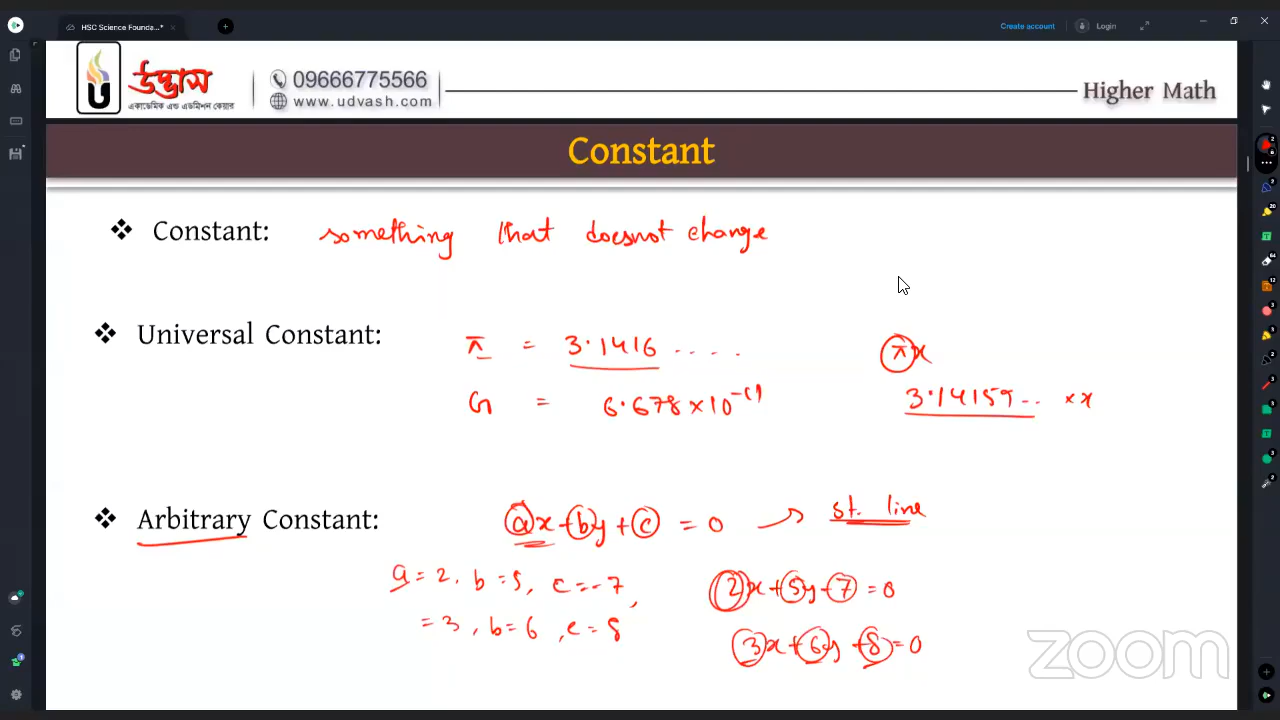 HSC Science Founda...*
Create account
Login
উদ্ভাস
একাডেমিক এন্ড এডমিশন কেয়ার
09666775566
www.udvash.com
Higher Math
Constant
❖ Constant: something that doesnot change
❖ Universal Constant: π = 3.1416 .... πx
G = 6.678 × 10⁻¹¹ 3.14159.. × x
❖ Arbitrary Constant: ax + by + c = 0 → st. line
a = 2, b = 5, c = -7, 2x + 5y - 7 = 0
= 3, b = 6, c = 8 3x + 6y + 8 = 0
zoom